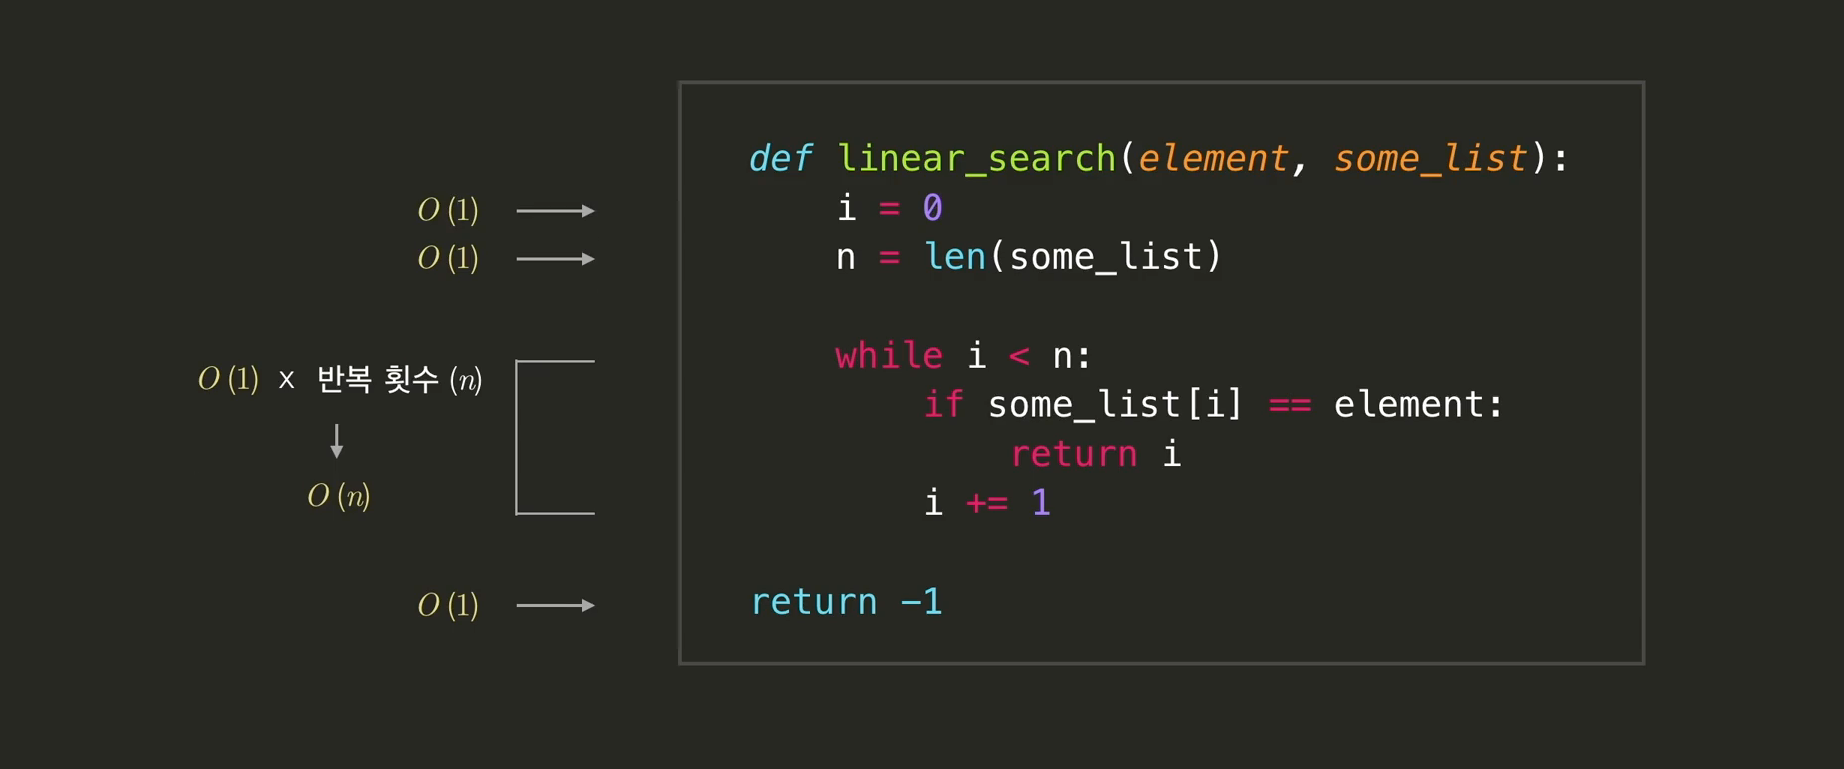 def linear_search(element, some_list):
O (1) i = 0
O (1) n = len(some_list)
while i < n:
O (1) x 반복 횟수 (n)
if some_list[i] == element:
return i
O (n)
i += 1
O (1) return -1